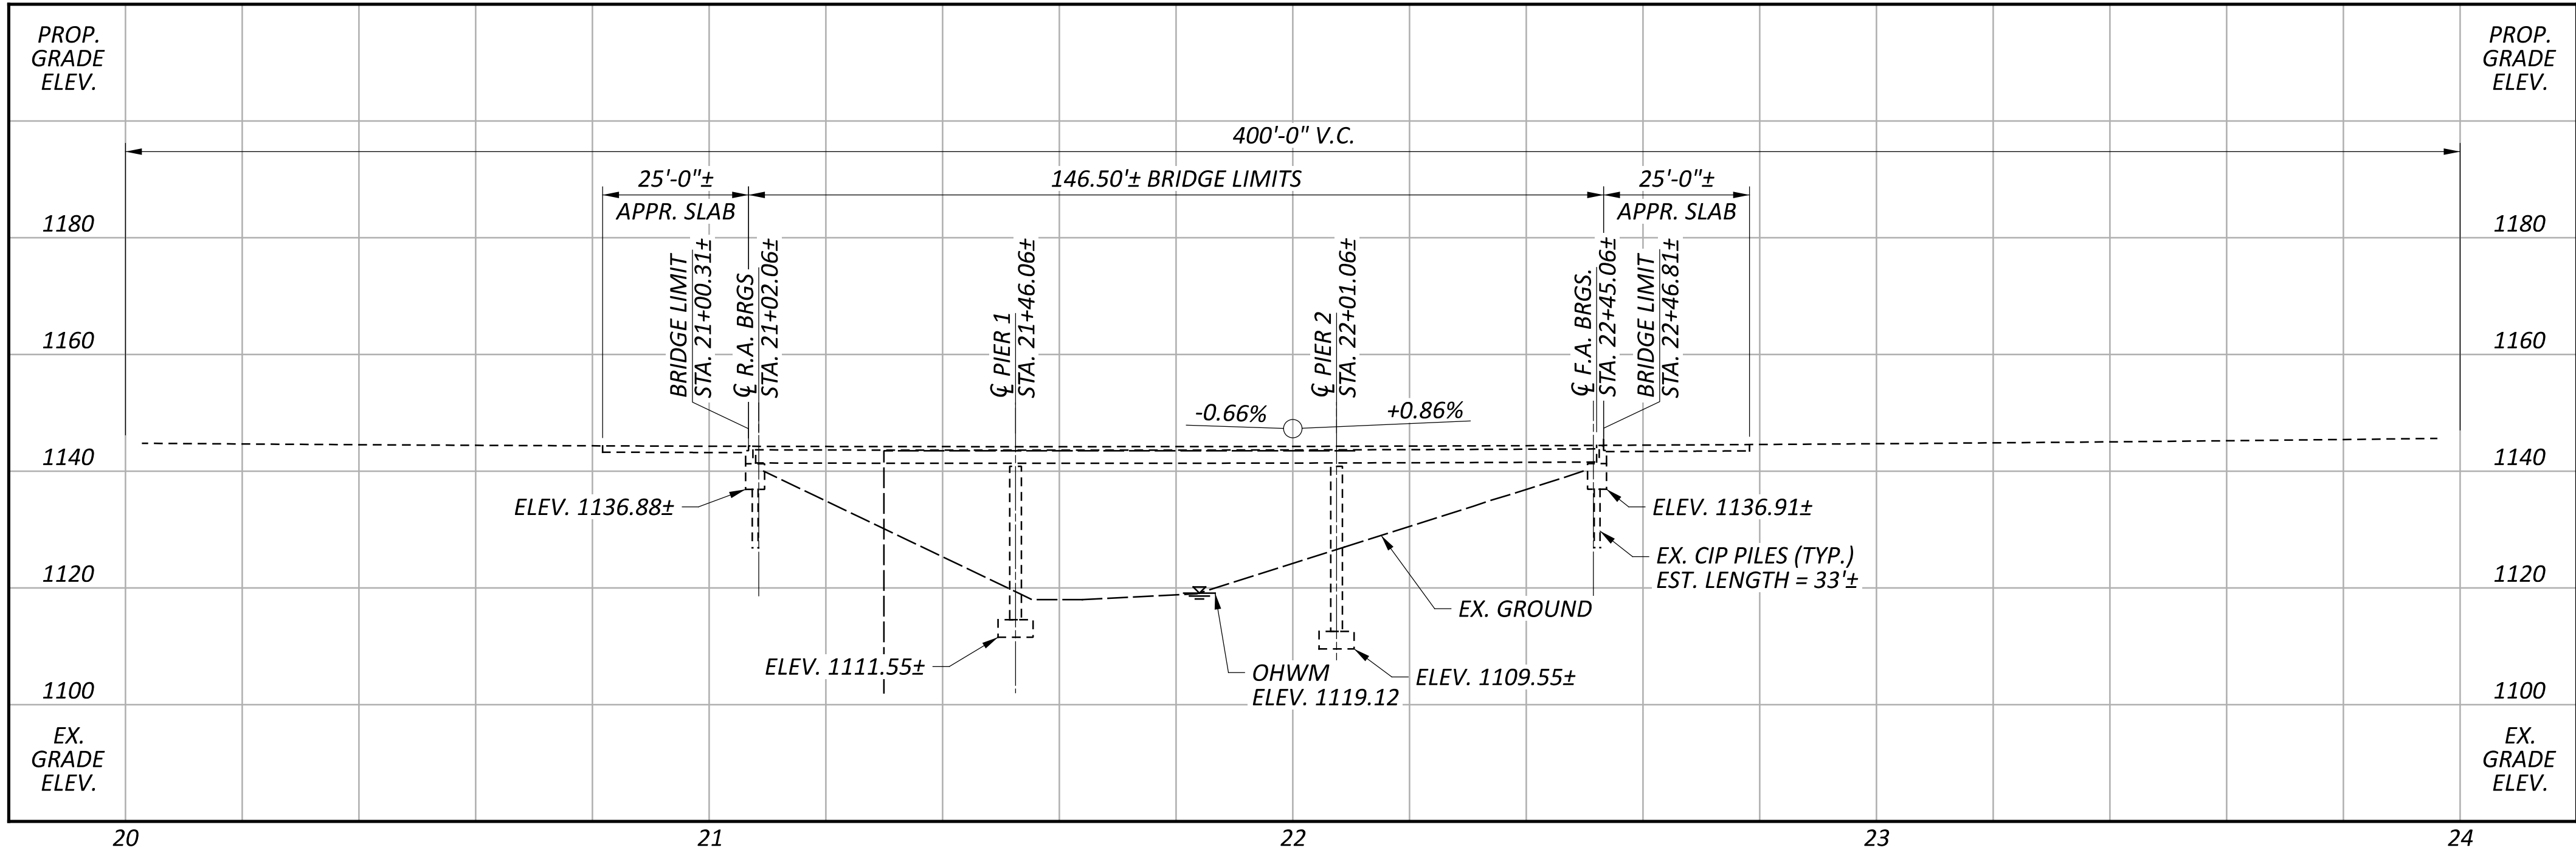 PROP.
GRADE
ELEV.
PROP.
GRADE
ELEV.
400'-0" V.C.
25'-0"±
APPR. SLAB
146.50'± BRIDGE LIMITS
25'-0"±
APPR. SLAB
1180
1180
BRIDGE LIMIT
STA. 21+00.31±
℄ R.A. BRGS
STA. 21+02.06±
℄ PIER 1
STA. 21+46.06±
℄ PIER 2
STA. 22+01.06±
℄ F.A. BRGS.
STA. 22+45.06±
BRIDGE LIMIT
STA. 22+46.81±
1160
1160
-0.66%
+0.86%
1140
1140
ELEV. 1136.88±
ELEV. 1136.91±
EX. CIP PILES (TYP.)
EST. LENGTH = 33'±
1120
1120
EX. GROUND
ELEV. 1111.55±
OHWM
ELEV. 1119.12
ELEV. 1109.55±
1100
1100
EX.
GRADE
ELEV.
EX.
GRADE
ELEV.
20
21
22
23
24